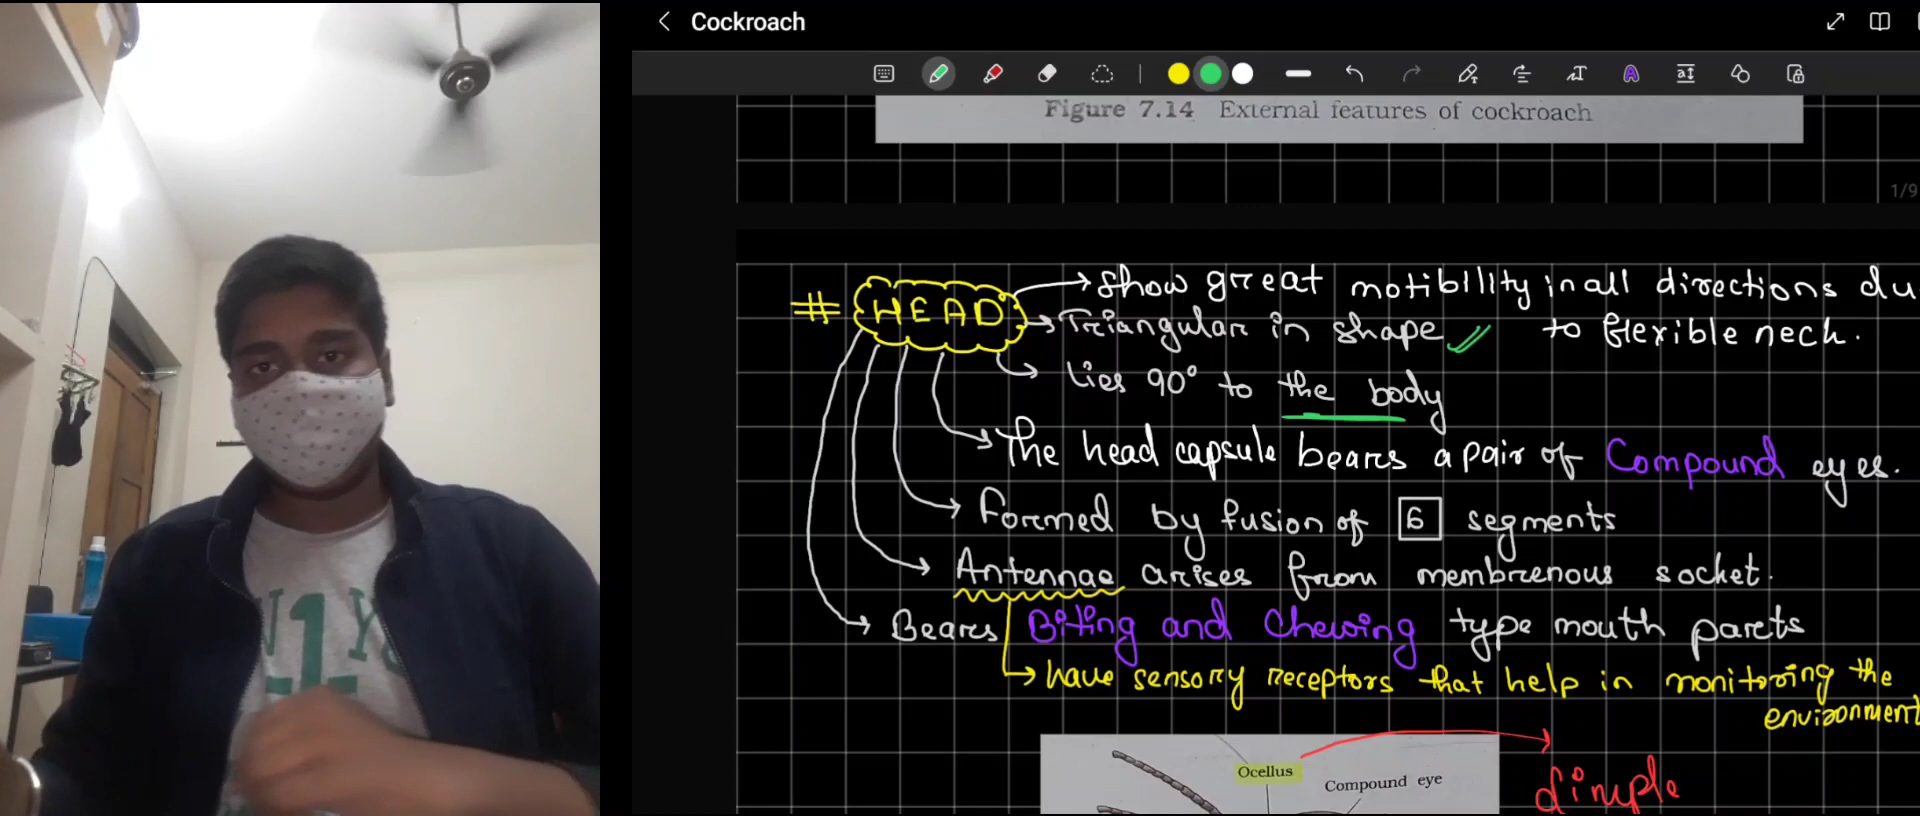 Cockroach
Figure 7.14 External features of cockroach
1/9
# HEAD
Show great motibility in all directions du
to flexible neck.
Triangular in shape
Lies 90° to the body
The head capsule bears a pair of Compound eyes.
Formed by fusion of 6 segments
Antennae arises from membrenous socket.
Bears Biting and Chewing type mouth parts
have sensory receptors that help in monitoring the
environment
Ocellus
Compound eye
dimple
N 1 Y